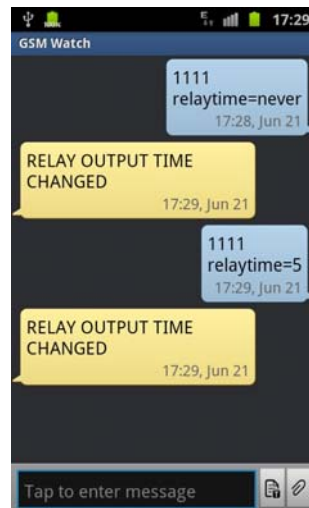 17:29
GSM Watch
1111
relaytime=never
17:28, Jun 21
RELAY OUTPUT TIME
CHANGED
17:29, Jun 21
1111
relaytime=5
17:29, Jun 21
RELAY OUTPUT TIME
CHANGED
17:29, Jun 21
Tap to enter message